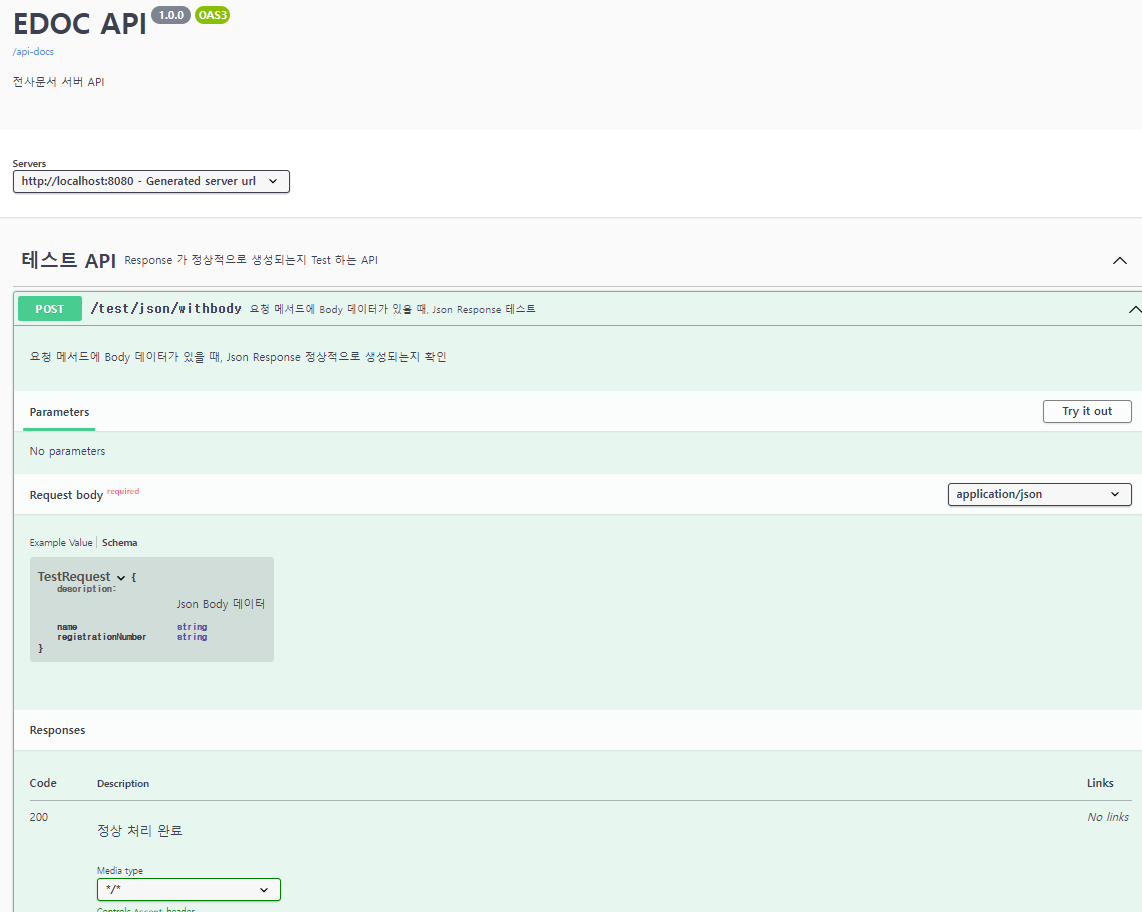 EDOC API 1.0.0 OAS3
/api-docs
전사문서 서버 API
Servers
http://localhost:8080 - Generated server url
테스트 API Response 가 정상적으로 생성되는지 Test 하는 API
POST /test/json/withbody 요청 메서드에 Body 데이터가 있을 때, Json Response 테스트
요청 메서드에 Body 데이터가 있을 때, Json Response 정상적으로 생성되는지 확인
Parameters Try it out
No parameters
Request body required application/json
Example Value Schema
TestRequest {
description:
Json Body 데이터
name string
registrationNumber string
}
Responses
Code Description Links
200 정상 처리 완료 No links
Media type
*/*
Controls Accept header